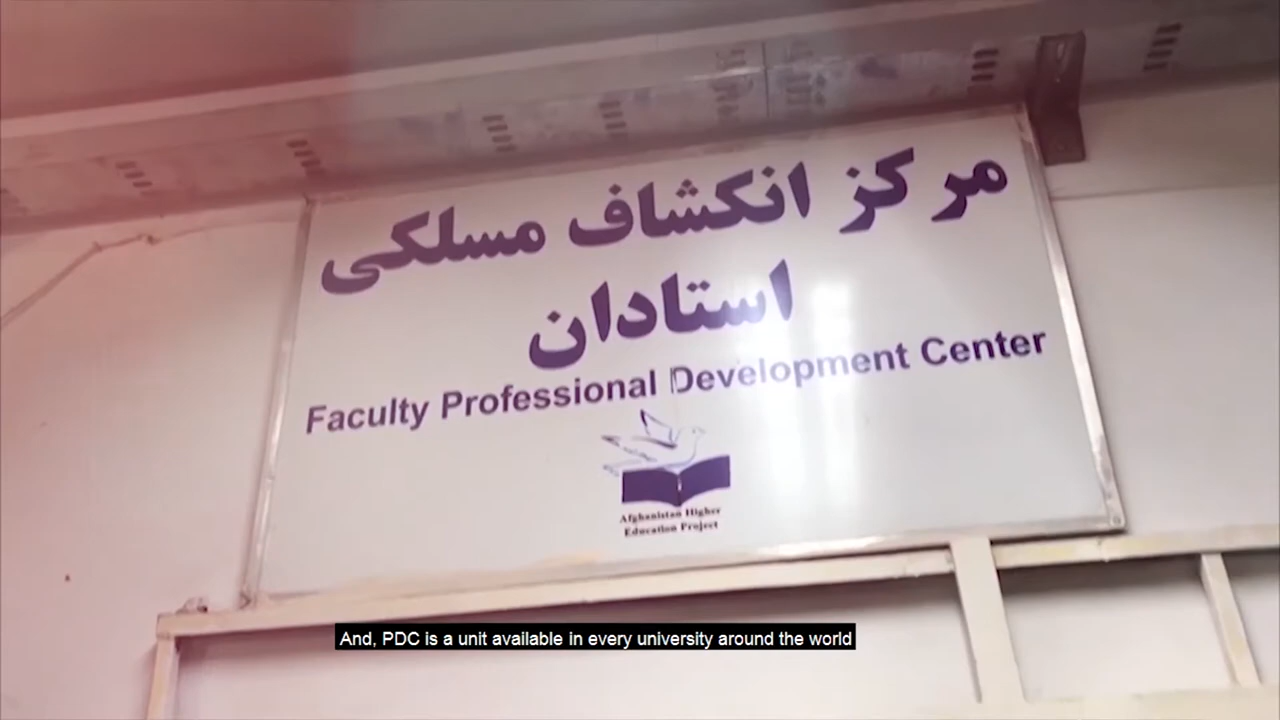 مرکز انکشاف مسلکی
استادان
Faculty Professional Development Center
Afghanistan Higher
Education Project
And, PDC is a unit available in every university around the world